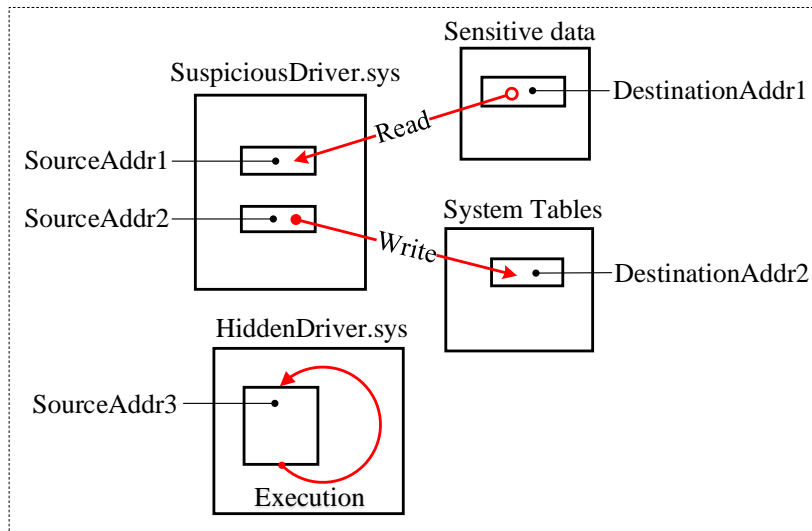 Sensitive data
SuspiciousDriver.sys
DestinationAddr1
Read
SourceAddr1
SourceAddr2
System Tables
Write
DestinationAddr2
HiddenDriver.sys
SourceAddr3
Execution